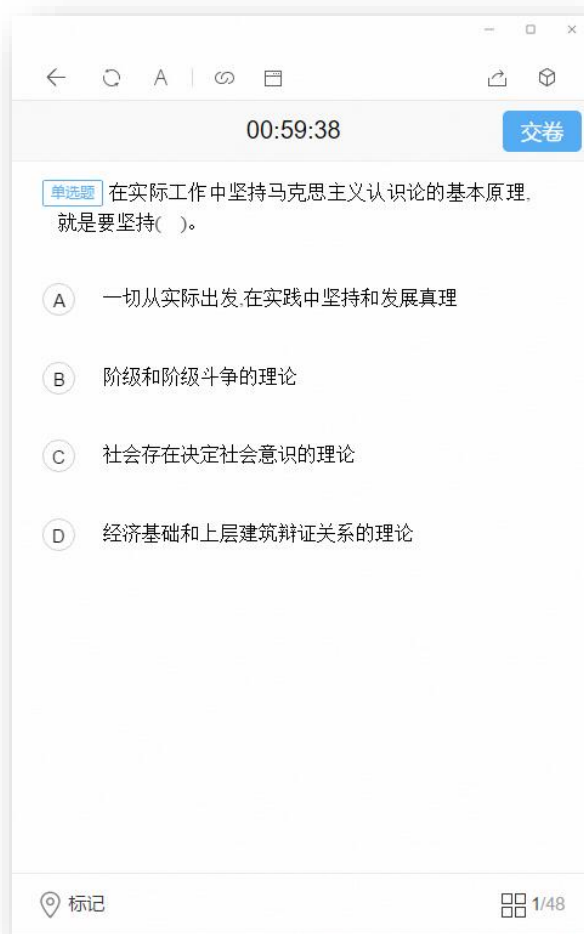 A
00:59:38
交卷
单选题 在实际工作中坚持马克思主义认识论的基本原理,
就是要坚持( )。
A 一切从实际出发,在实践中坚持和发展真理
B 阶级和阶级斗争的理论
C 社会存在决定社会意识的理论
D 经济基础和上层建筑辩证关系的理论
标记
1/48